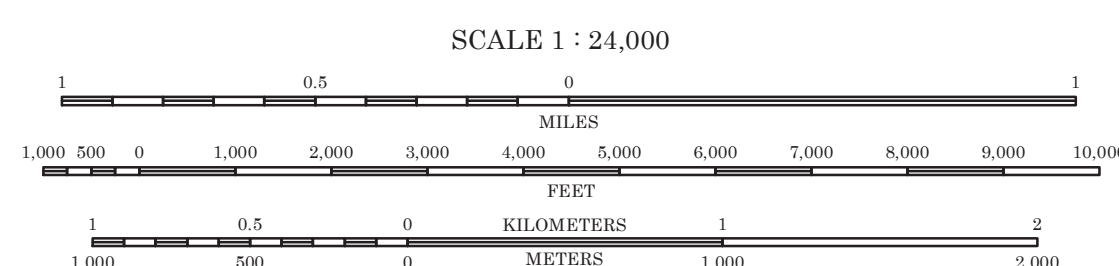 SCALE 1 : 24,000
1 0.5 0 1
MILES
1,000 500 0 1,000 2,000 3,000 4,000 5,000 6,000 7,000 8,000 9,000 10,000
FEET
1 0.5 0 KILOMETERS 1 2
1,000 500 0 METERS 1,000 2,000